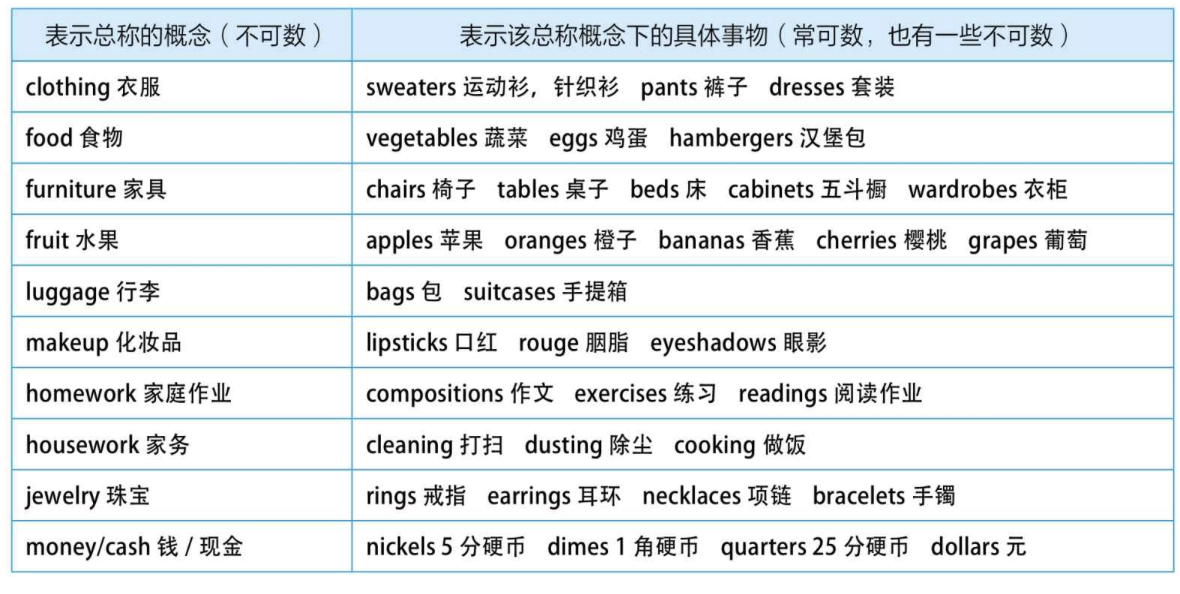 表示总称的概念（不可数） 表示该总称概念下的具体事物（常可数，也有一些不可数）
clothing 衣服 sweaters 运动衫，针织衫 pants 裤子 dresses 套装
food 食物 vegetables 蔬菜 eggs 鸡蛋 hambergers 汉堡包
furniture 家具 chairs 椅子 tables 桌子 beds 床 cabinets 五斗橱 wardrobes 衣柜
fruit 水果 apples 苹果 oranges 橙子 bananas 香蕉 cherries 樱桃 grapes 葡萄
luggage 行李 bags 包 suitcases 手提箱
makeup 化妆品 lipsticks 口红 rouge 胭脂 eyeshadows 眼影
homework 家庭作业 compositions 作文 exercises 练习 readings 阅读作业
housework 家务 cleaning 打扫 dusting 除尘 cooking 做饭
jewelry 珠宝 rings 戒指 earrings 耳环 necklaces 项链 bracelets 手镯
money/cash 钱 / 现金 nickels 5 分硬币 dimes 1 角硬币 quarters 25 分硬币 dollars 元